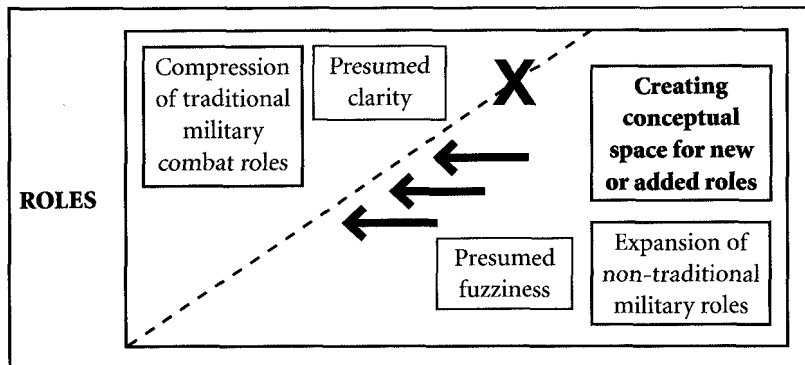 ROLES
Compression
of traditional
military
combat roles
Presumed
clarity
X
Creating
conceptual
space for new
or added roles
Presumed
fuzziness
Expansion of
non-traditional
military roles